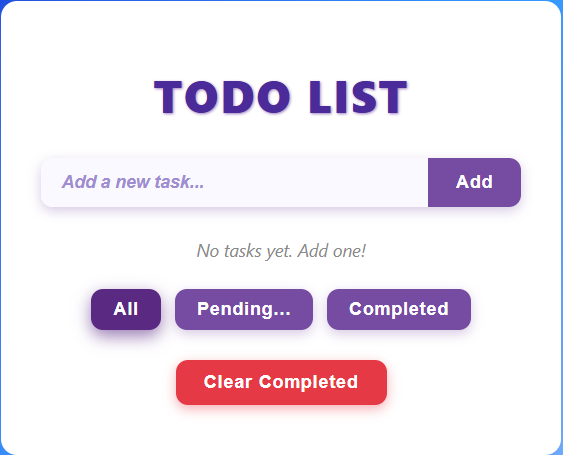 TODO LIST
Add a new task...
Add
No tasks yet. Add one!
All
Pending...
Completed
Clear Completed